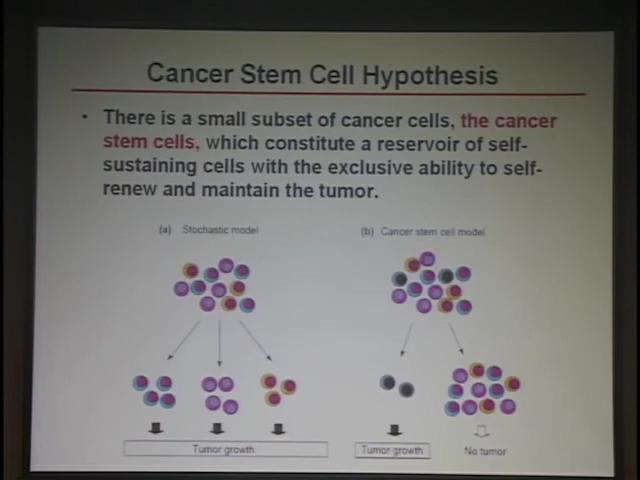 Cancer Stem Cell Hypothesis
• There is a small subset of cancer cells, the cancer
stem cells, which constitute a reservoir of self-
sustaining cells with the exclusive ability to self-
renew and maintain the tumor.
(a) Stochastic model
(b) Cancer stem cell model
Tumor growth
Tumor growth
No tumor